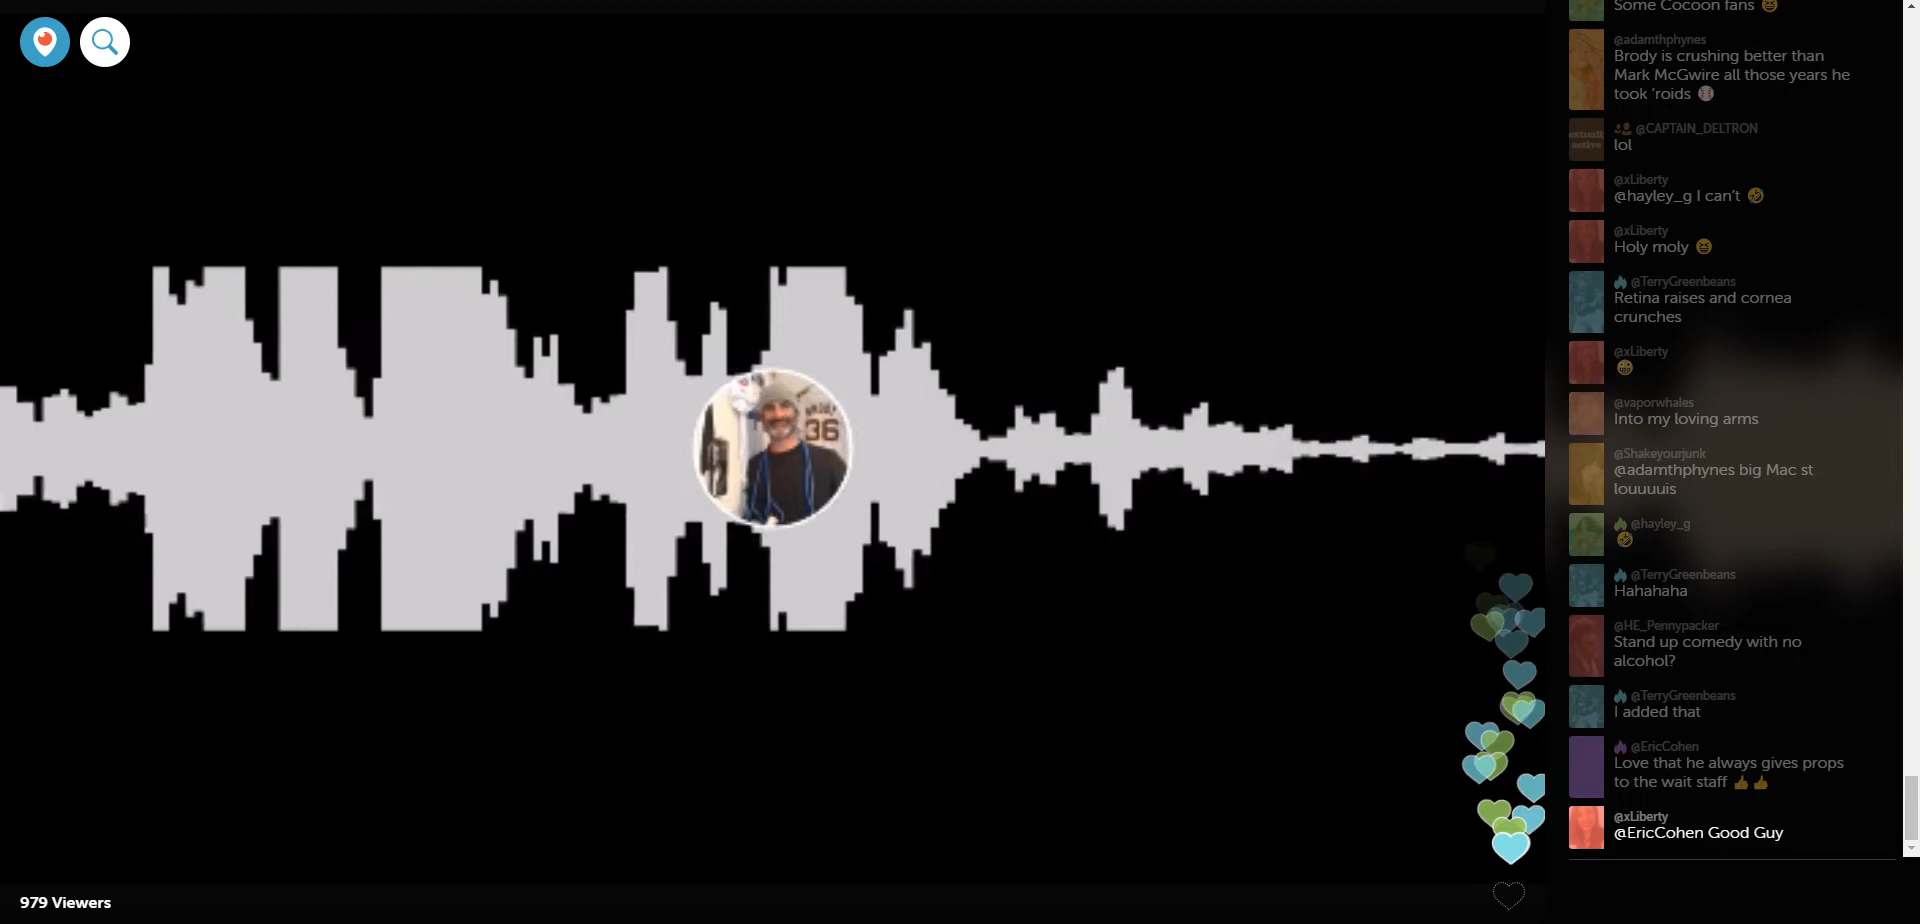 Some Cocoon fans 😆
@adamthphynes
Brody is crushing better than
Mark McGwire all those years he
took 'roids ⚾
@CAPTAIN_DELTRON
extually
active
lol
@xLiberty
@hayley_g I can't 🤣
@xLiberty
Holy moly 😆
@TerryGreenbeans
Retina raises and cornea
crunches
@xLiberty
😀
@vaporwhales
Into my loving arms
@Shakeyourjunk
@adamthphynes big Mac st
louuuuis
@hayley_g
🤣
@TerryGreenbeans
Hahahaha
@HE_Pennypacker
Stand up comedy with no
alcohol?
@TerryGreenbeans
I added that
@EricCohen
Love that he always gives props
to the wait staff 👍👍
@xLiberty
@EricCohen Good Guy
36
979 Viewers